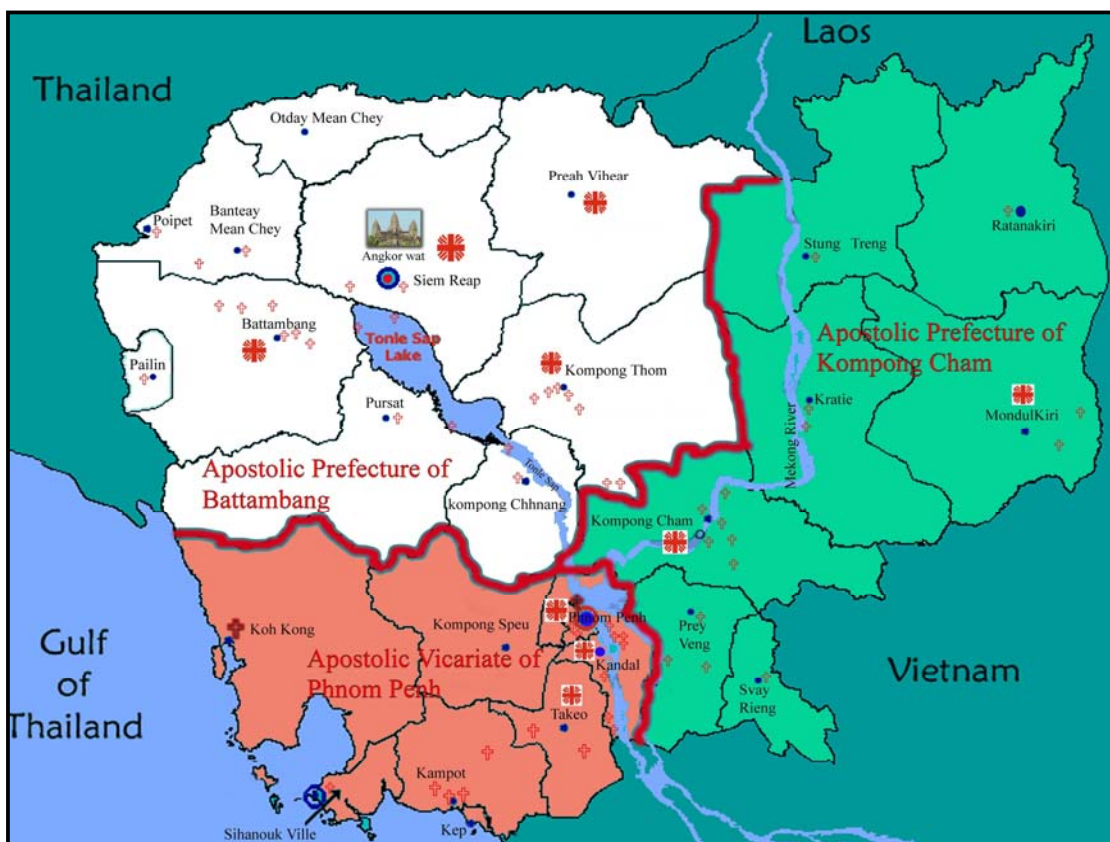 Laos
Thailand
Otday Mean Chey
Preah Vihear
Poipet
Banteay
Mean Chey
Ratanakiri
Angkor wat
Siem Reap
Stung Treng
Battambang
Tonle Sap
Lake
Apostolic Prefecture of
Kompong Cham
Pailin
Kompong Thom
Pursat
Kratie
MondulKiri
Mekong River
Apostolic Prefecture of
Battambang
Tonle Sap
kompong Chhnang
Kompong Cham
Gulf
of
Thailand
Koh Kong
Kompong Speu
Phnom Penh
Prey
Veng
Apostolic Vicariate of
Phnom Penh
Kandal
Vietnam
Svay
Rieng
Takeo
Kampot
Sihanouk Ville
Kep